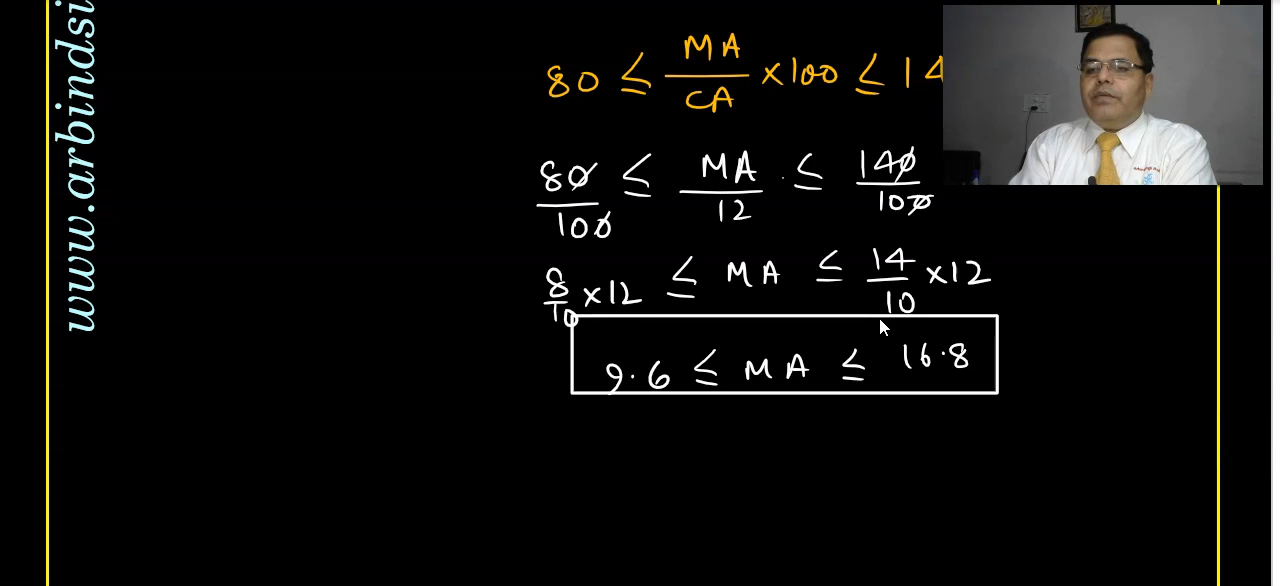 www.arbindsi
80 ≤ MA/CA ×100 ≤ 14
80/100 ≤ MA/12 ≤ 140/100
8/10 ×12 ≤ MA ≤ 14/10 ×12
9.6 ≤ MA ≤ 16.8